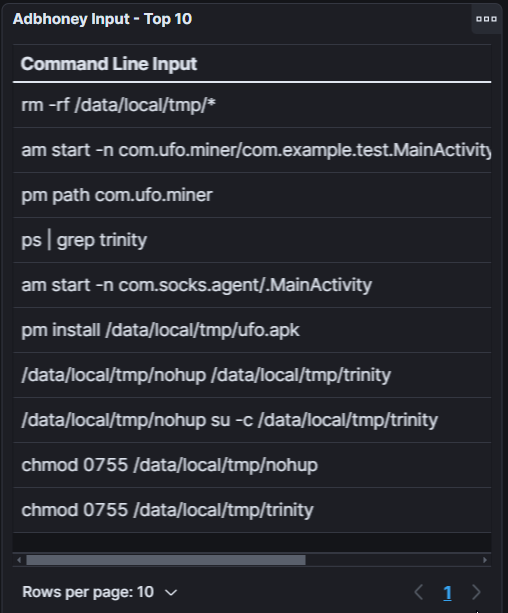 Adbhoney Input - Top 10
Command Line Input
rm -rf /data/local/tmp/*
am start -n com.ufo.miner/com.example.test.MainActivity
pm path com.ufo.miner
ps | grep trinity
am start -n com.socks.agent/.MainActivity
pm install /data/local/tmp/ufo.apk
/data/local/tmp/nohup /data/local/tmp/trinity
/data/local/tmp/nohup su -c /data/local/tmp/trinity
chmod 0755 /data/local/tmp/nohup
chmod 0755 /data/local/tmp/trinity
Rows per page: 10
1